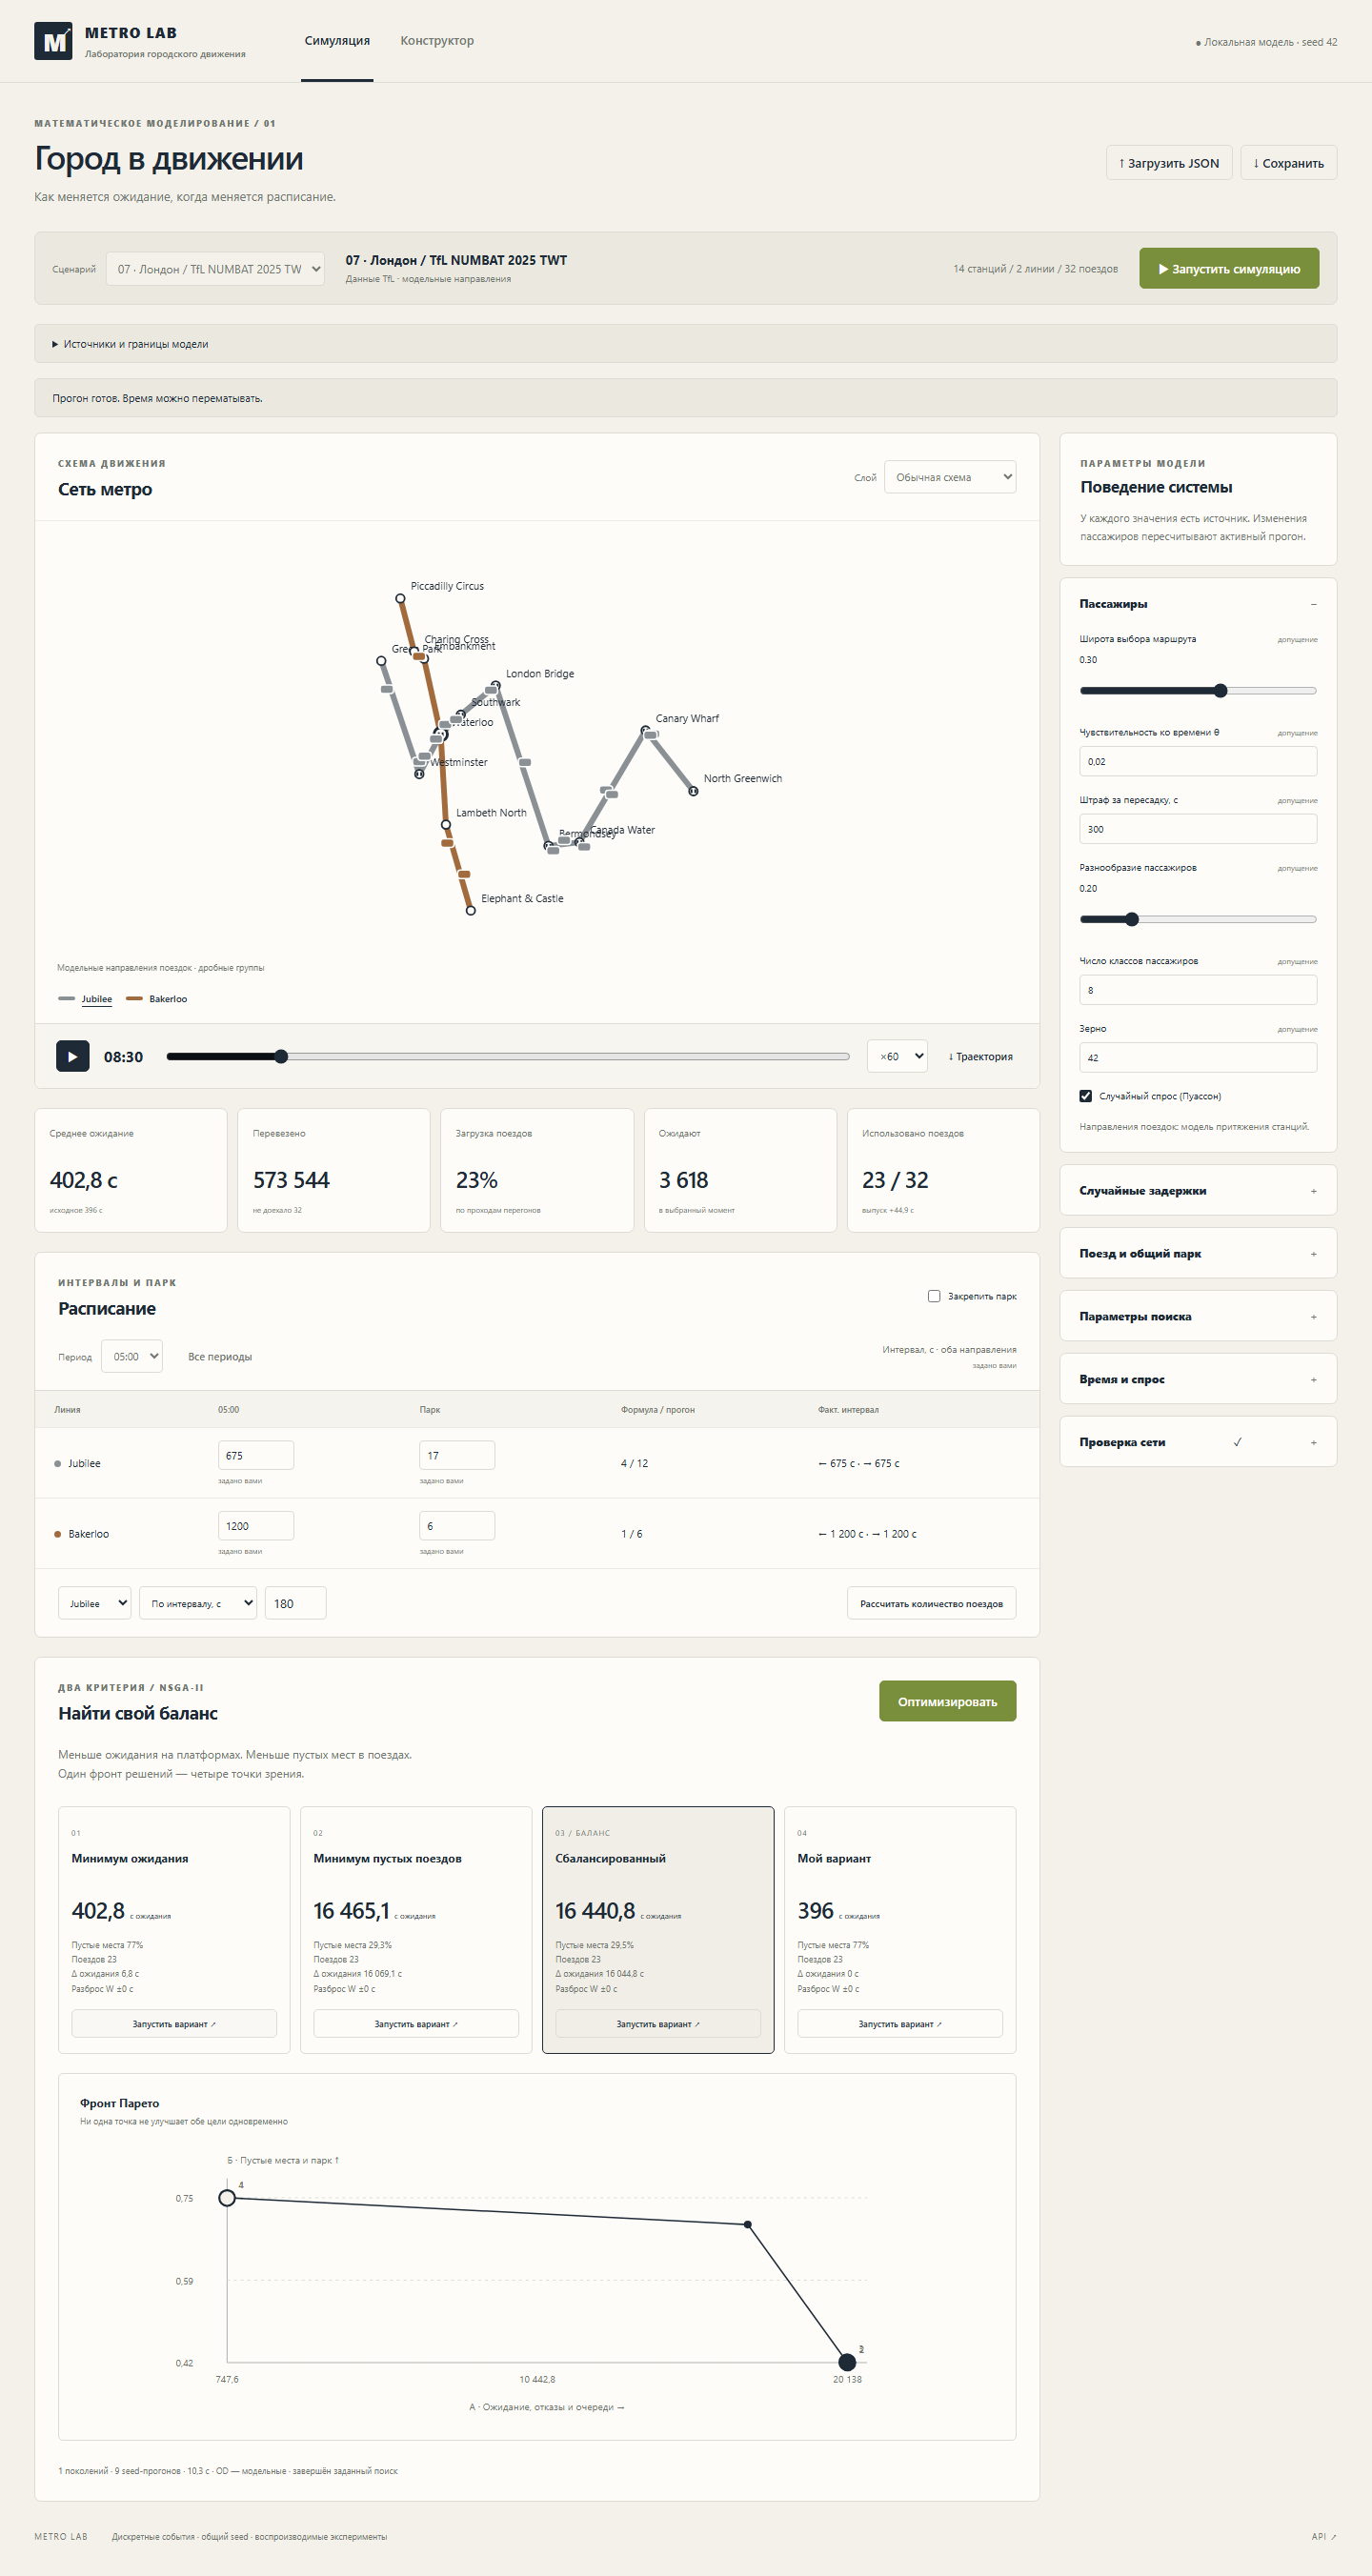 M
METRO LAB
Лаборатория городского движения
Симуляция
Конструктор
● Локальная модель · seed 42
МАТЕМАТИЧЕСКОЕ МОДЕЛИРОВАНИЕ / 01
Город в движении
Как меняется ожидание, когда меняется расписание.
↑ Загрузить JSON
↓ Сохранить
Сценарий
07 · Лондон / TfL NUMBAT 2025 TW
07 · Лондон / TfL NUMBAT 2025 TWT
Данные TfL · модельные направления
14 станций / 2 линии / 32 поездов
▶ Запустить симуляцию
▶ Источники и границы модели
Прогон готов. Время можно перематывать.
СХЕМА ДВИЖЕНИЯ
Сеть метро
Слой
Обычная схема
Piccadilly Circus
Charing Cross
Green Park
Embankment
London Bridge
Southwark
Waterloo
Canary Wharf
Westminster
North Greenwich
Lambeth North
Bermondsey
Canada Water
Elephant & Castle
Модельные направления поездок · дробные группы
Jubilee
Bakerloo
▶
08:30
×60
↓ Траектория
Среднее ожидание
402,8 с
исходное 396 с
Перевезено
573 544
не доехало 32
Загрузка поездов
23%
по проходам перегонов
Ожидают
3 618
в выбранный момент
Использовано поездов
23 / 32
выпуск +44,9 с
ИНТЕРВАЛЫ И ПАРК
Расписание
Закрепить парк
Период
05:00
Все периоды
Интервал, с · оба направления
задано вами
Линия
05:00
Парк
Формула / прогон
Факт. интервал
Jubilee
675
задано вами
17
задано вами
4 / 12
← 675 с · → 675 с
Bakerloo
1200
задано вами
6
задано вами
1 / 6
← 1 200 с · → 1 200 с
Jubilee
По интервалу, с
180
Рассчитать количество поездов
ДВА КРИТЕРИЯ / NSGA-II
Найти свой баланс
Оптимизировать
Меньше ожидания на платформах. Меньше пустых мест в поездах.
Один фронт решений — четыре точки зрения.
01
Минимум ожидания
402,8 с ожидания
Пустые места 77%
Поездов 23
Δ ожидания 6,8 с
Разброс W ±0 с
Запустить вариант ↗
02
Минимум пустых поездов
16 465,1 с ожидания
Пустые места 29,3%
Поездов 23
Δ ожидания 16 069,1 с
Разброс W ±0 с
Запустить вариант ↗
03 / БАЛАНС
Сбалансированный
16 440,8 с ожидания
Пустые места 29,5%
Поездов 23
Δ ожидания 16 044,8 с
Разброс W ±0 с
Запустить вариант ↗
04
Мой вариант
396 с ожидания
Пустые места 77%
Поездов 23
Δ ожидания 0 с
Разброс W ±0 с
Запустить вариант ↗
Фронт Парето
Ни одна точка не улучшает обе цели одновременно
Б · Пустые места и парк ↑
4
0,75
0,59
0,42
747,6
10 442,8
20 138
А · Ожидание, отказы и очереди →
1 поколений · 9 seed-прогонов · 10,3 с · OD — модельные · завершён заданный поиск
ПАРАМЕТРЫ МОДЕЛИ
Поведение системы
У каждого значения есть источник. Изменения
пассажиров пересчитывают активный прогон.
Пассажиры
−
Широта выбора маршрута
допущение
0.30
Чувствительность ко времени θ
допущение
0,02
Штраф за пересадку, с
допущение
300
Разнообразие пассажиров
допущение
0.20
Число классов пассажиров
допущение
8
Зерно
допущение
42
Случайный спрос (Пуассон)
Направления поездок: модель притяжения станций.
Случайные задержки
+
Поезд и общий парк
+
Параметры поиска
+
Время и спрос
+
Проверка сети
✓
+
METRO LAB
Дискретные события · общий seed · воспроизводимые эксперименты
API ↗